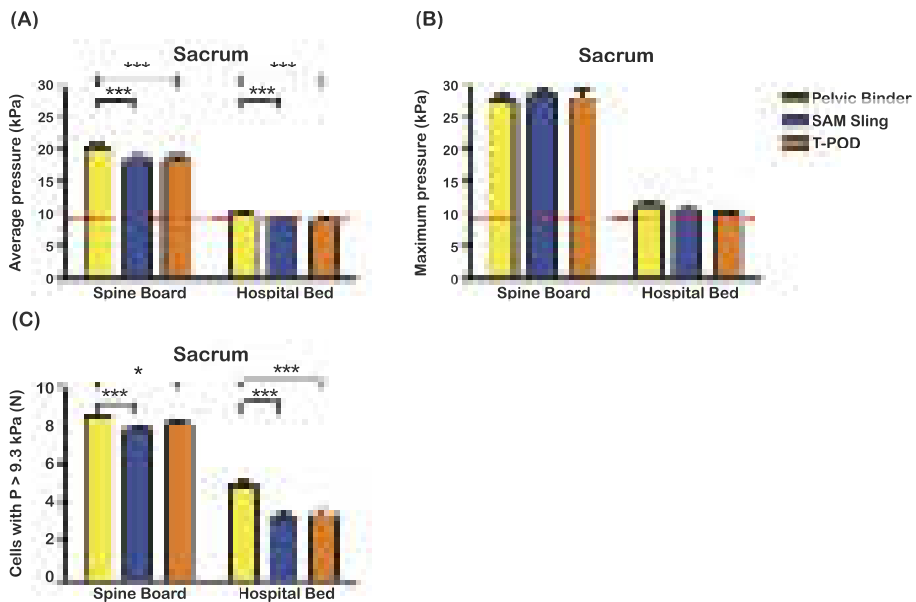 (A)
Sacrum
***
***
***
***
Average pressure (kPa)
30
25
20
15
10
5
0
Spine Board
Hospital Bed
(B)
Sacrum
Maximum pressure (kPa)
30
25
20
15
10
5
0
Spine Board
Hospital Bed
Pelvic Binder
SAM Sling
T-POD
(C)
Sacrum
*
***
***
***
Cells with P > 9.3 kPa (N)
10
8
6
4
2
0
Spine Board
Hospital Bed